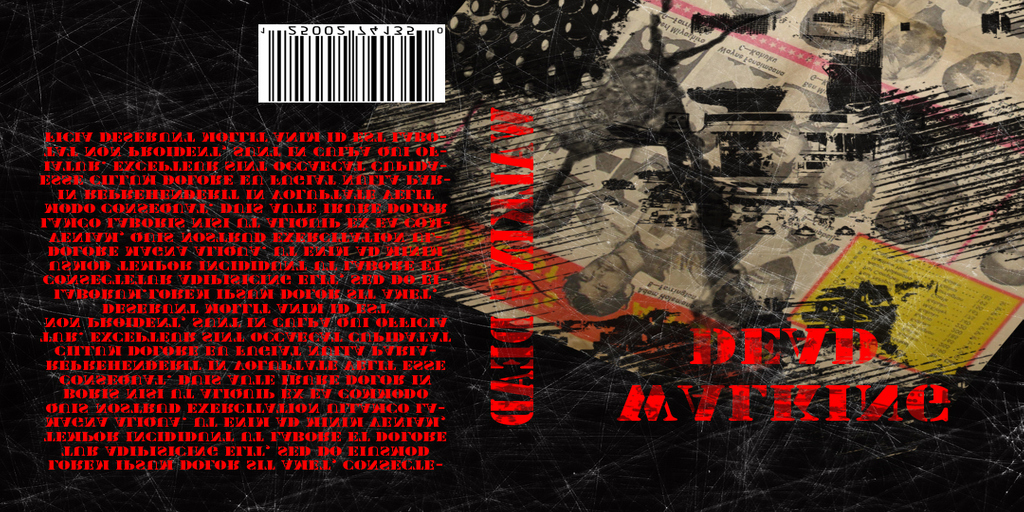 LOREM IPSUM DOLOR SIT AMET, CONSECTE-
TUR ADIPISICING ELIT, SED DO EIUSMOD
TEMPOR INCIDIDUNT UT LABORE ET DOLORE
MAGNA ALIQUA. UT ENIM AD MINIM VENIAM,
QUIS NOSTRUD EXERCITATION ULLAMCO LA-
BORIS NISI UT ALIQUIP EX EA COMMODO
CONSEQUAT. DUIS AUTE IRURE DOLOR IN
REPREHENDERIT IN VOLUPTATE VELIT ESSE
CILLUM DOLORE EU FUGIAT NULLA PARIA-
TUR. EXCEPTEUR SINT OCCAECAT CUPIDATAT
NON PROIDENT, SUNT IN CULPA QUI OFFICIA
DESERUNT MOLLIT ANIM ID EST
LABORUM.LOREM IPSUM DOLOR SIT AMET,
CONSECTETUR ADIPISICING ELIT, SED DO EI-
USMOD TEMPOR INCIDIDUNT UT LABORE ET
DOLORE MAGNA ALIQUA. UT ENIM AD MINIM
VENIAM, QUIS NOSTRUD EXERCITATION UL-
LAMCO LABORIS NISI UT ALIQUIP EX EA COM-
MODO CONSEQUAT. DUIS AUTE IRURE DOLOR
IN REPREHENDERIT IN VOLUPTATE VELIT
ESSE CILLUM DOLORE EU FUGIAT NULLA PAR-
IATUR. EXCEPTEUR SINT OCCAECAT CUPIDA-
TAT NON PROIDENT, SUNT IN CULPA QUI OF-
FICIA DESERUNT MOLLIT ANIM ID EST LABO-
1 25002 74135 0
WALKING DEAD
WALKING
DEAD